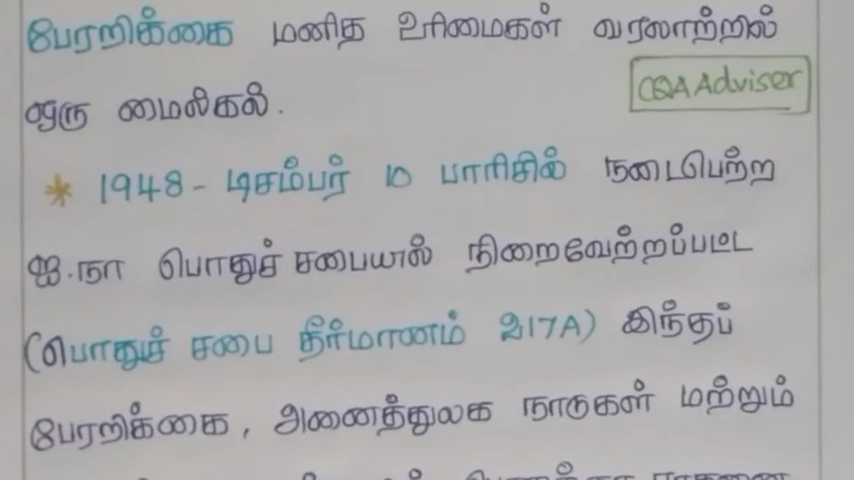 பேரறிக்கை மனித உரிமைகள் வரலாற்றில்
ஒரு மைல்கல்.
CQA Adviser
* 1948 - டிசம்பர் 10 பாரிசில் நடைபெற்ற
ஐ.நா பொதுச் சபையில் நிறைவேற்றப்பட்ட
(பொதுச் சபை தீர்மானம் 217A) இந்தப்
பேரறிக்கை, அனைத்துலக நாடுகள் மற்றும்